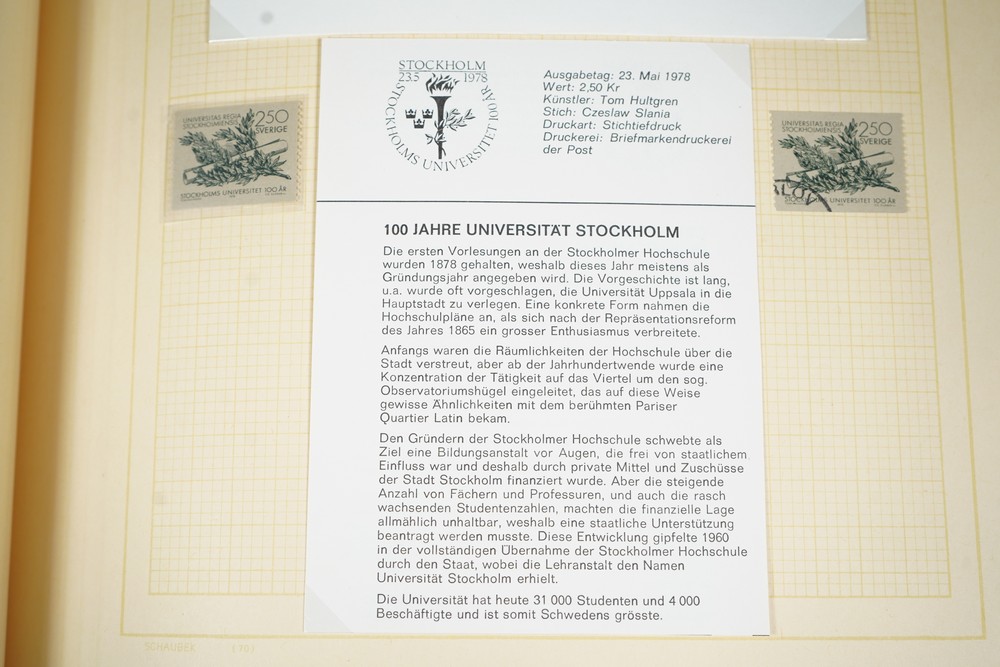 STOCKHOLM
23.5 1978
STOCKHOLMS UNIVERSITET 100 ÅR
Ausgabetag: 23. Mai 1978
Wert: 2,50 Kr
Künstler: Tom Hultgren
Stich: Czeslaw Slania
Druckart: Stichtiefdruck
Druckerei: Briefmarkendruckerei
der Post
UNIVERSITAS REGIA
STOCKHOLMIENSIS
250
SVERIGE
STOCKHOLMS UNIVERSITET 100 ÅR
UNIVERSITAS REGIA
STOCKHOLMIENSIS
250
SVERIGE
STOCKHOLMS UNIVERSITET 100 ÅR
100 JAHRE UNIVERSITÄT STOCKHOLM
Die ersten Vorlesungen an der Stockholmer Hochschule
wurden 1878 gehalten, weshalb dieses Jahr meistens als
Gründungsjahr angegeben wird. Die Vorgeschichte ist lang,
u.a. wurde oft vorgeschlagen, die Universität Uppsala in die
Hauptstadt zu verlegen. Eine konkrete Form nahmen die
Hochschulpläne an, als sich nach der Repräsentationsreform
des Jahres 1865 ein grosser Enthusiasmus verbreitete.
Anfangs waren die Räumlichkeiten der Hochschule über die
Stadt verstreut, aber ab der Jahrhundertwende wurde eine
Konzentration der Tätigkeit auf das Viertel um den sog.
Observatoriumshügel eingeleitet, das auf diese Weise
gewisse Ähnlichkeiten mit dem berühmten Pariser
Quartier Latin bekam.
Den Gründern der Stockholmer Hochschule schwebte als
Ziel eine Bildungsanstalt vor Augen, die frei von staatlichem
Einfluss war und deshalb durch private Mittel und Zuschüsse
der Stadt Stockholm finanziert wurde. Aber die steigende
Anzahl von Fächern und Professuren, und auch die rasch
wachsenden Studentenzahlen, machten die finanzielle Lage
allmählich unhaltbar, weshalb eine staatliche Unterstützung
beantragt werden musste. Diese Entwicklung gipfelte 1960
in der vollständigen Übernahme der Stockholmer Hochschule
durch den Staat, wobei die Lehranstalt den Namen
Universität Stockholm erhielt.
Die Universität hat heute 31 000 Studenten und 4 000
Beschäftigte und ist somit Schwedens grösste.
SCHAUBEK